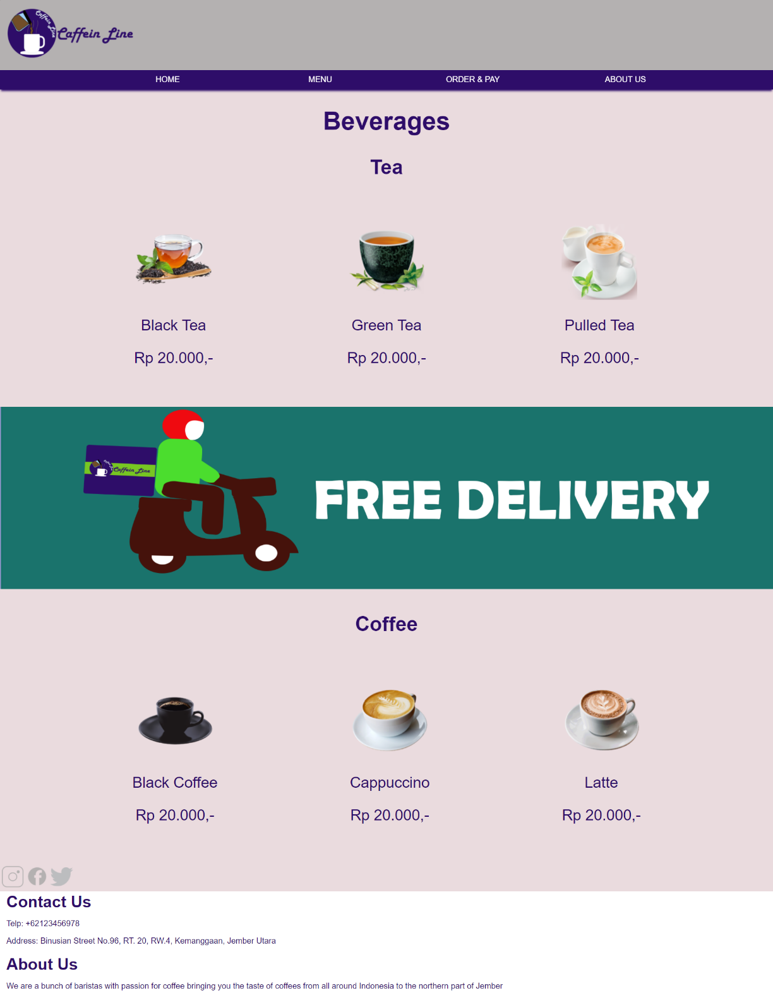 Caffein Line
Caffein Line
HOME MENU ORDER & PAY ABOUT US
Beverages
Tea
Black Tea Green Tea Pulled Tea
Rp 20.000,- Rp 20.000,- Rp 20.000,-
Caffein Line
FREE DELIVERY
Coffee
Black Coffee Cappuccino Latte
Rp 20.000,- Rp 20.000,- Rp 20.000,-
Contact Us
Telp: +62123456978
Address: Binusian Street No.96, RT. 20, RW.4, Kemanggaan, Jember Utara
About Us
We are a bunch of baristas with passion for coffee bringing you the taste of coffees from all around Indonesia to the northern part of Jember